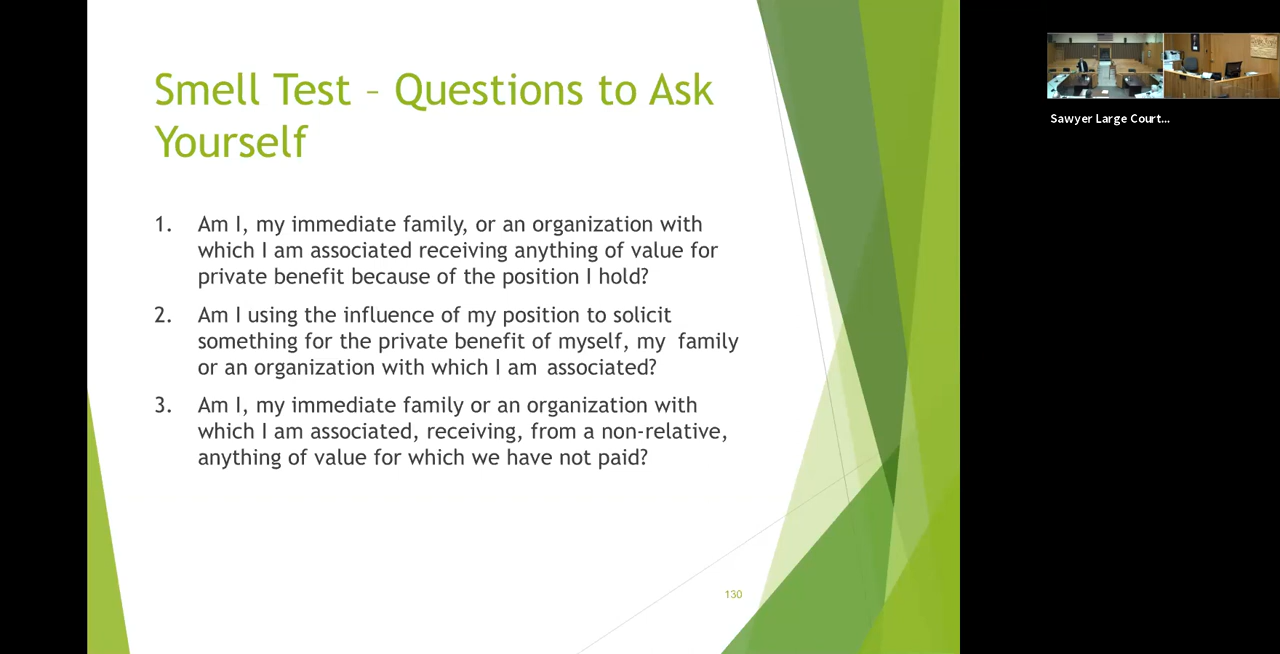 Smell Test – Questions to Ask
Yourself
1. Am I, my immediate family, or an organization with
which I am associated receiving anything of value for
private benefit because of the position I hold?
2. Am I using the influence of my position to solicit
something for the private benefit of myself, my family
or an organization with which I am associated?
3. Am I, my immediate family or an organization with
which I am associated, receiving, from a non-relative,
anything of value for which we have not paid?
130
Sawyer Large Court...